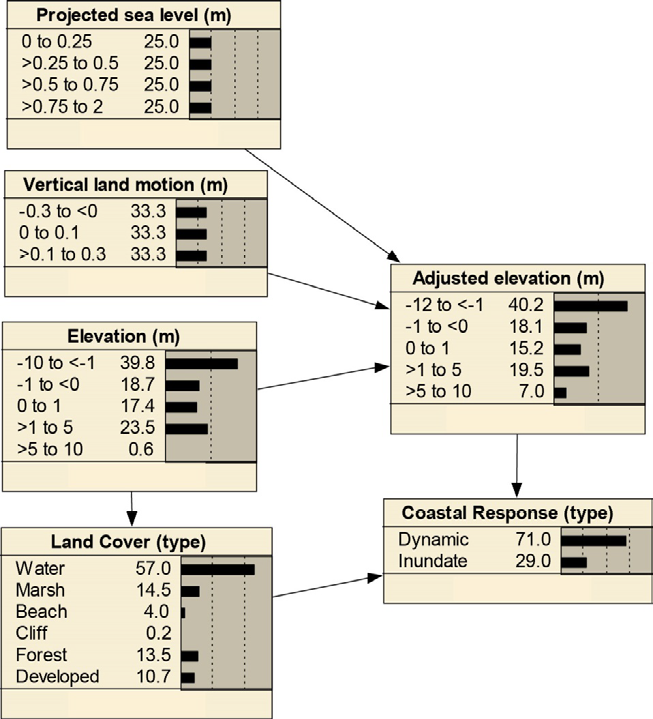 Projected sea level (m)
0 to 0.25 25.0
>0.25 to 0.5 25.0
>0.5 to 0.75 25.0
>0.75 to 2 25.0
Vertical land motion (m)
-0.3 to <0 33.3
0 to 0.1 33.3
>0.1 to 0.3 33.3
Elevation (m)
-10 to <-1 39.8
-1 to <0 18.7
0 to 1 17.4
>1 to 5 23.5
>5 to 10 0.6
Adjusted elevation (m)
-12 to <-1 40.2
-1 to <0 18.1
0 to 1 15.2
>1 to 5 19.5
>5 to 10 7.0
Land Cover (type)
Water 57.0
Marsh 14.5
Beach 4.0
Cliff 0.2
Forest 13.5
Developed 10.7
Coastal Response (type)
Dynamic 71.0
Inundate 29.0